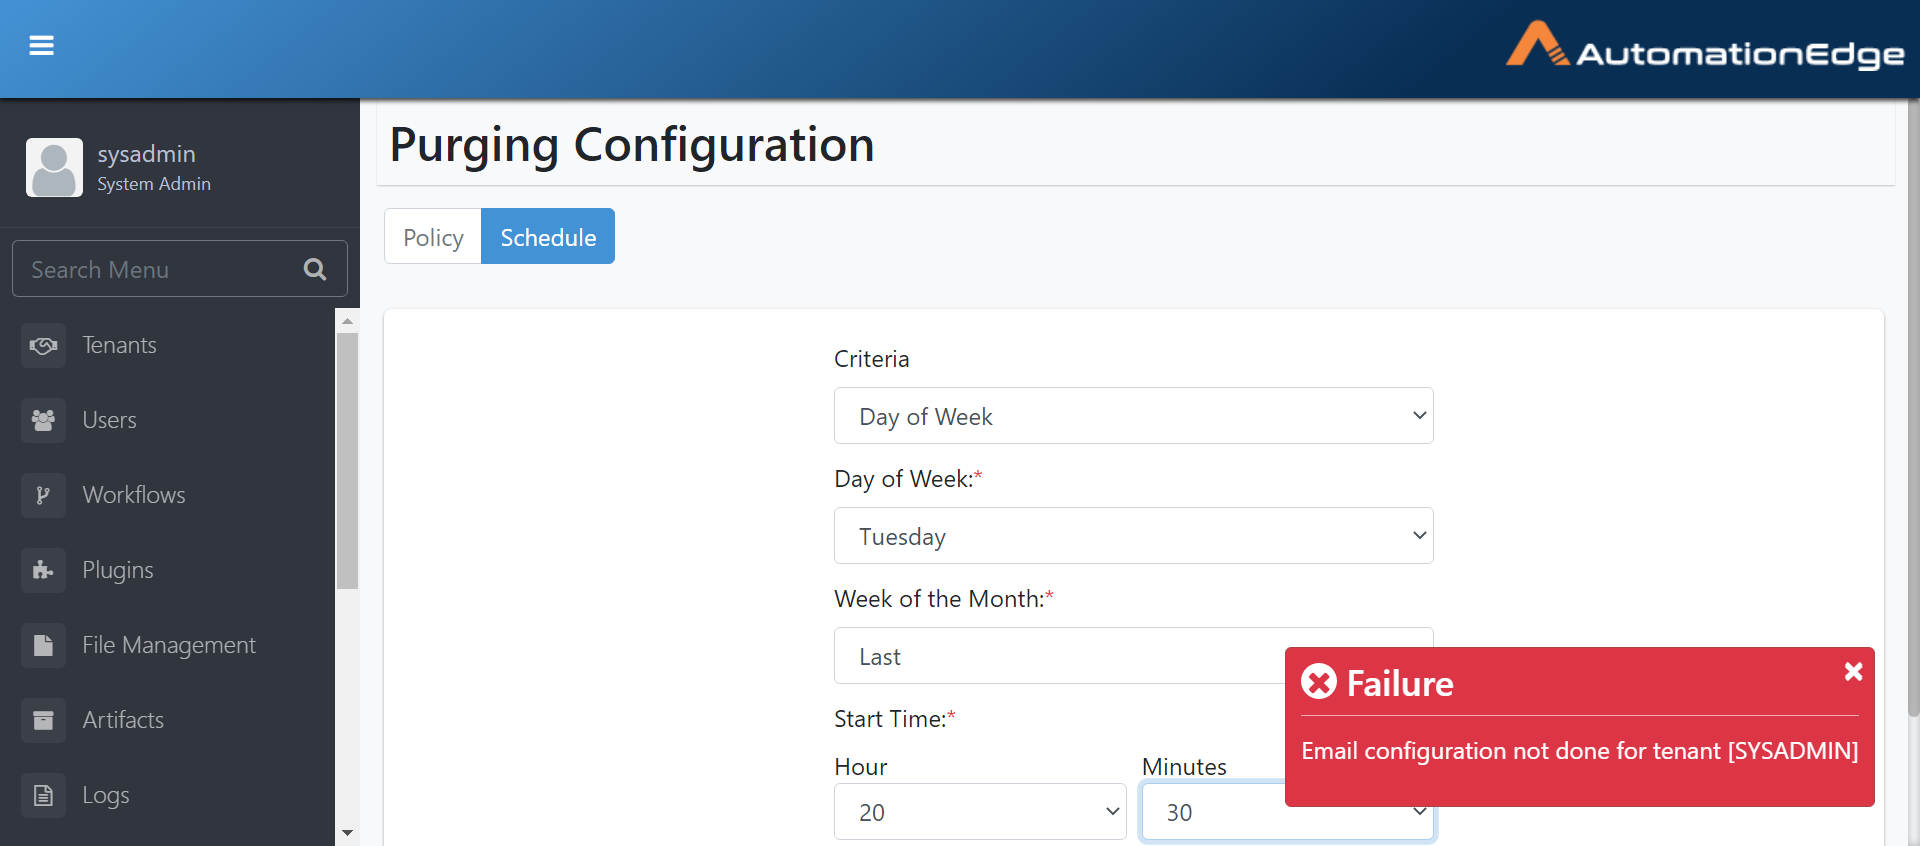 AutomationEdge
sysadmin
System Admin
Search Menu
Tenants
Users
Workflows
Plugins
File Management
Artifacts
Logs
Purging Configuration
Policy
Schedule
Criteria
Day of Week
Day of Week:*
Tuesday
Week of the Month:*
Last
Start Time:*
Hour
Minutes
20
30
Failure
Email configuration not done for tenant [SYSADMIN]